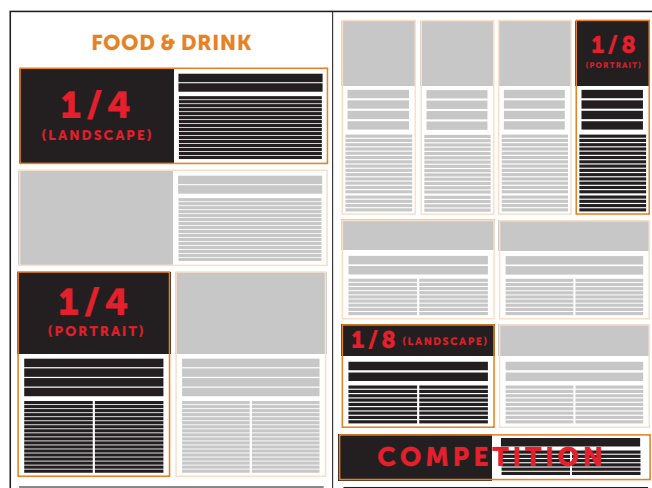 FOOD & DRINK
1/4
(LANDSCAPE)
1/4
(PORTRAIT)
1/8
(PORTRAIT)
1/8 (LANDSCAPE)
COMPETITION